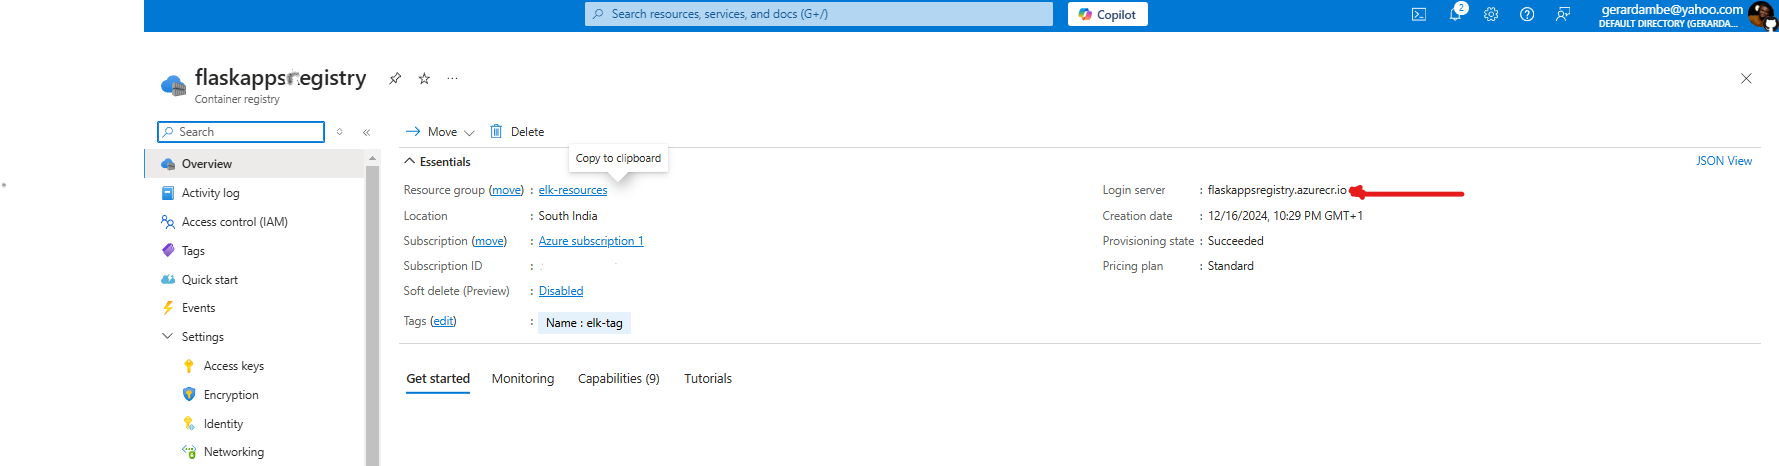 Search resources, services, and docs (G+/)
Copilot
2
gerardambe@yahoo.com
DEFAULT DIRECTORY (GERARDA...
flaskappsregistry
Container registry
Search
Move
Delete
Copy to clipboard
Overview
Activity log
Access control (IAM)
Tags
Quick start
Events
Settings
Access keys
Encryption
Identity
Networking
Essentials
JSON View
Resource group (move) : elk-resources
Location : South India
Subscription (move) : Azure subscription 1
Subscription ID :
Soft delete (Preview) : Disabled
Tags (edit) : Name : elk-tag
Login server : flaskappsregistry.azurecr.io
Creation date : 12/16/2024, 10:29 PM GMT+1
Provisioning state : Succeeded
Pricing plan : Standard
Get started
Monitoring
Capabilities (9)
Tutorials